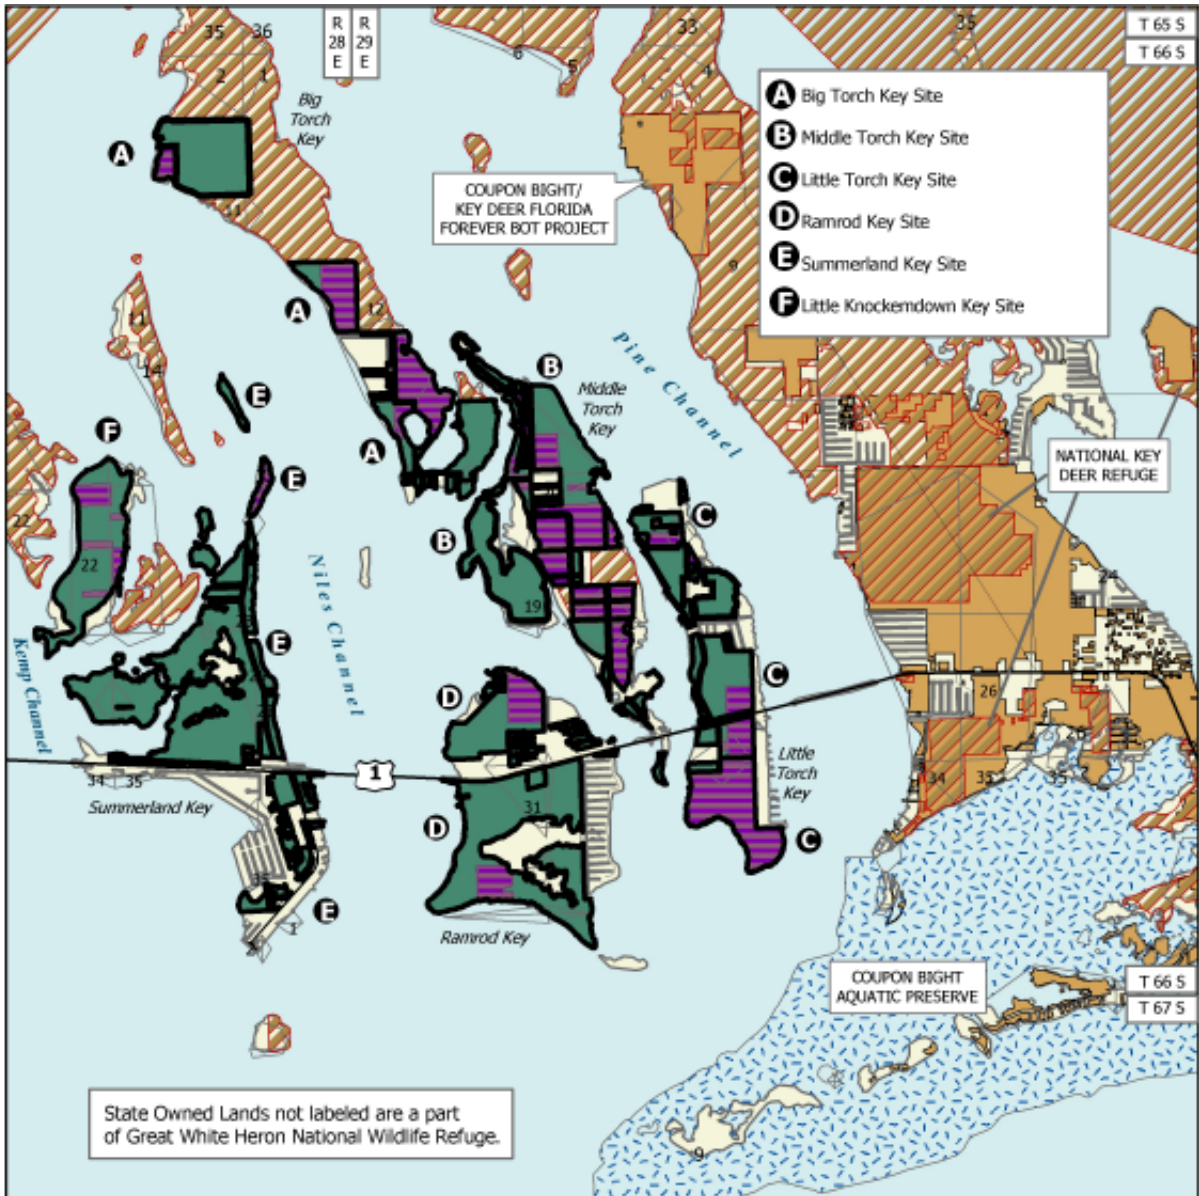 35
36
R
28
E
R
29
E
33
35
T 65 S
T 66 S
2
1
6
5
4
Big
Torch
Key
A Big Torch Key Site
B Middle Torch Key Site
C Little Torch Key Site
D Ramrod Key Site
E Summerland Key Site
F Little Knockemdown Key Site
A
COUPON BIGHT/
KEY DEER FLORIDA
FOREVER BOT PROJECT
11
9
A
12
11
14
Pine Channel
B
Middle
Torch
Key
E
F
A
E
NATIONAL KEY
DEER REFUGE
22
C
B
22
24
19
Niles Channel
Kemp Channel
E
C
D
26
1
34
35
Summerland Key
31
Little
Torch
Key
34
35
35
D
C
E
1
Ramrod Key
COUPON BIGHT
AQUATIC PRESERVE
T 66 S
T 67 S
State Owned Lands not labeled are a part
of Great White Heron National Wildlife Refuge.
9